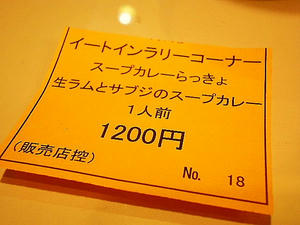 イートインラリーコーナー
スープカレーらっきょ
生ラムとサブジのスープカレー
1人前
1200円
(販売店控)
No. 18